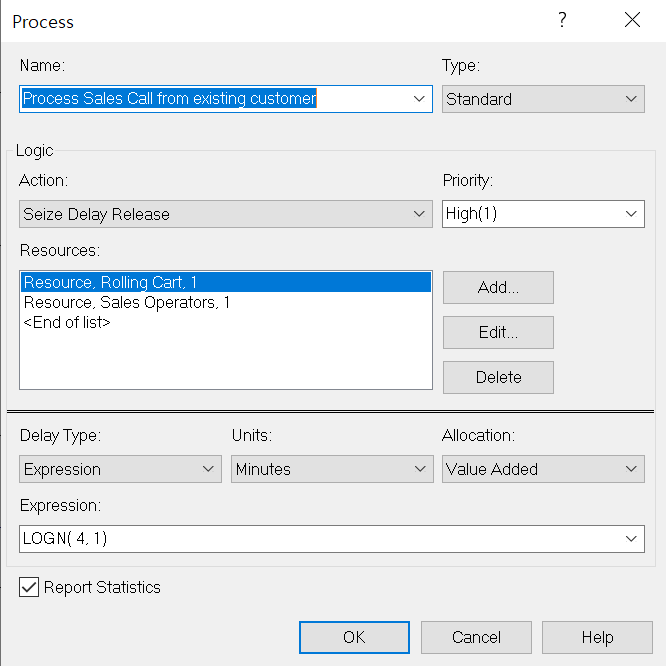 Process
?
Name:
Type:
Process Sales Call from existing customer
Standard
Logic
Action:
Priority:
Seize Delay Release
High(1)
Resources:
Resource, Rolling Cart, 1
Resource, Sales Operators, 1
<End of list>
Add...
Edit...
Delete
Delay Type:
Units:
Allocation:
Expression
Minutes
Value Added
Expression:
LOGN( 4, 1)
Report Statistics
OK
Cancel
Help